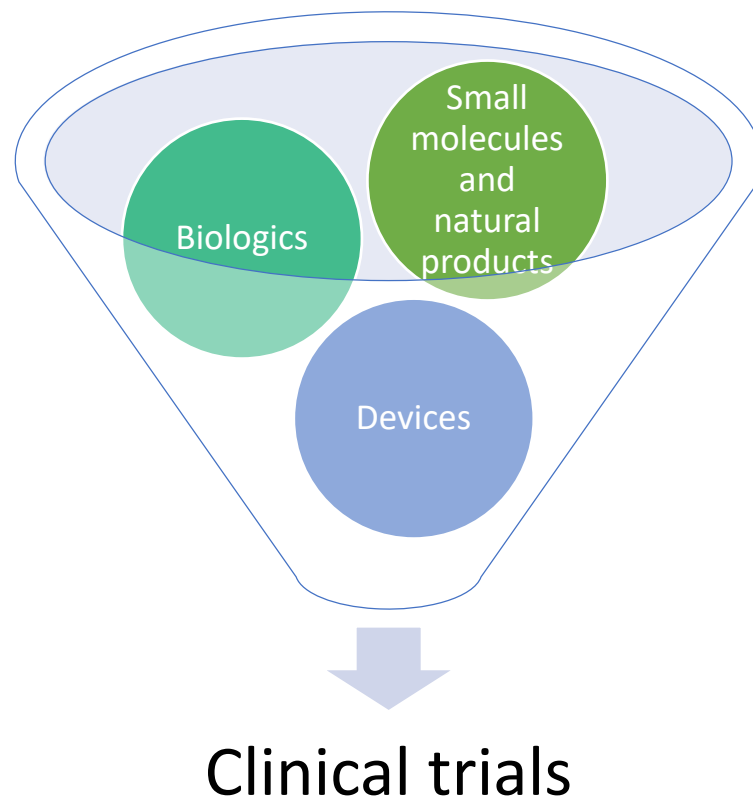 Small
molecules
and
natural
products
Biologics
Devices
Clinical trials